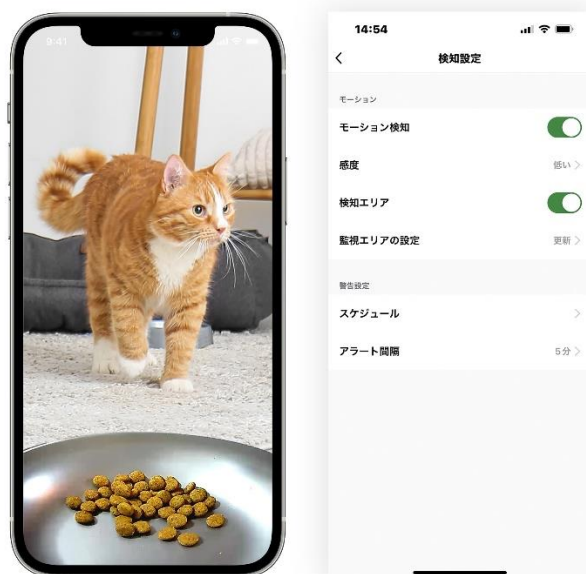 9:41
14:54
検知設定
モーション
モーション検知
感度 低い
検知エリア
監視エリアの設定 更新
警告設定
スケジュール
アラート間隔 5分